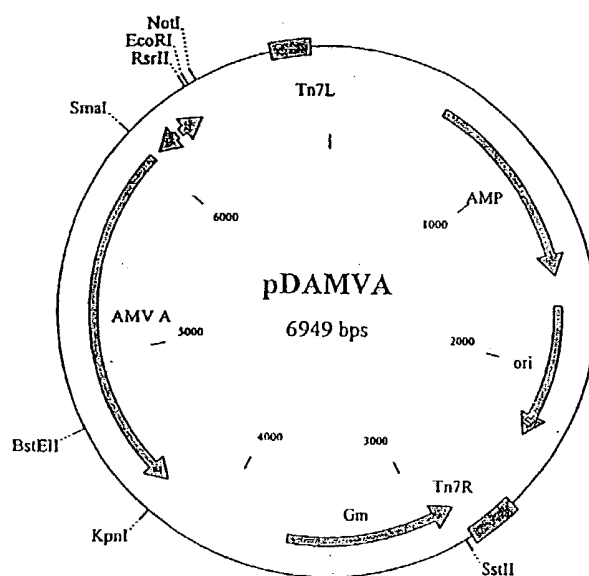 NotI
EcoRI
RsrII
SmaI
Tn7L
AMP
1000
6000
pDAMVA
6949 bps
AMV A
5000
2000
ori
BstEII
4000
3000
Tn7R
KpnI
Gm
SstII